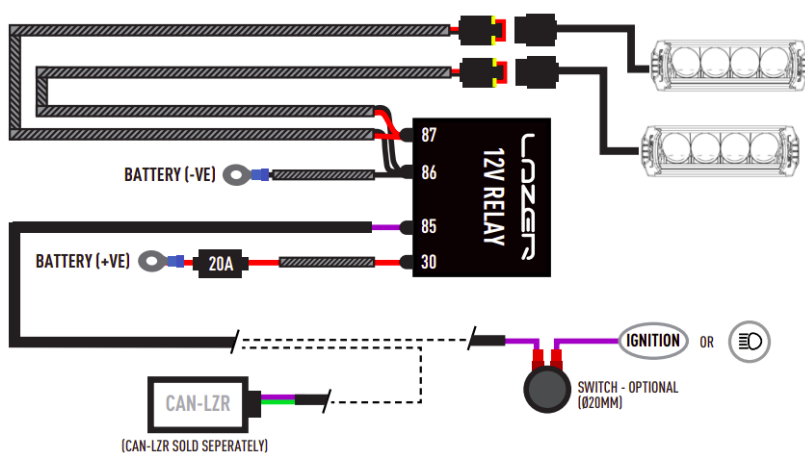 BATTERY (-VE)
87
86
85
30
LAZER
12V RELAY
BATTERY (+VE)
20A
IGNITION
OR
SWITCH - OPTIONAL
(Ø20MM)
CAN-LZR
(CAN-LZR SOLD SEPERATELY)